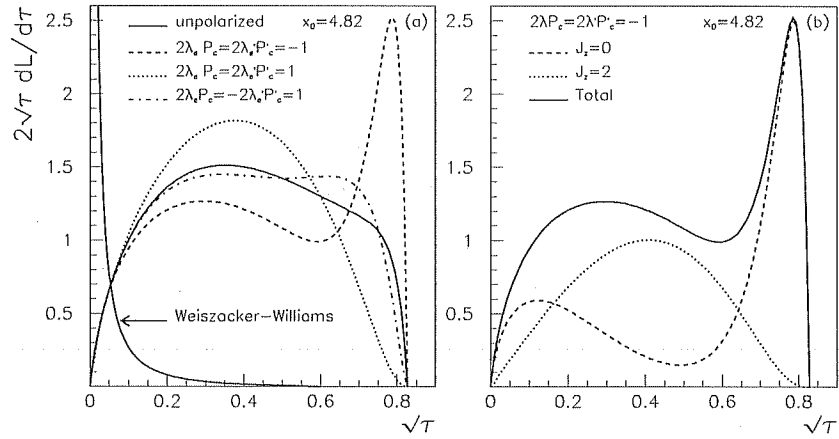 2√τ dL/dτ
2.5
2
1.5
1
0.5
0
0.2
0.4
0.6
0.8
1
√τ
unpolarized
x₀=4.82
(a)
2λₑ P꜀=2λₑ'P'꜀=−1
2λₑ P꜀=2λₑ'P'꜀=1
2λₑP꜀=−2λₑ'P'꜀=1
Weiszacker−Williams
2.5
2
1.5
1
0.5
0
0.2
0.4
0.6
0.8
1
√τ
2λP꜀=2λ'P'꜀=−1
x₀=4.82
(b)
J_z=0
J_z=2
Total